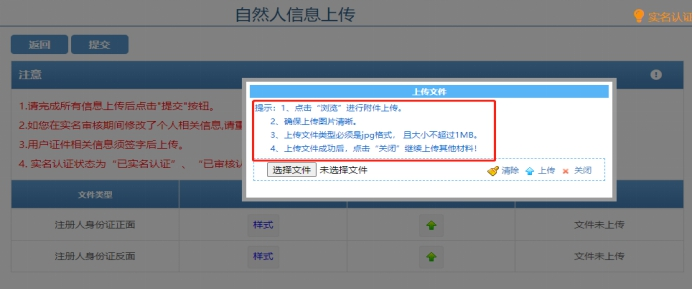 自然人信息上传
实名认证
返回 提交
注意
1.请完成所有信息上传后点击"提交"按钮。
2.如您在实名审核期间修改了个人相关信息,请重
3.用户证件相关信息须签字后上传。
4. 实名认证状态为“已实名认证”、“已审核认
上传文件
提示：1、点击“浏览”进行附件上传。
2、确保上传图片清晰。
3、上传文件类型必须是jpg格式， 且大小不超过1MB。
4、上传文件成功后，点击“关闭”继续上传其他材料！
选择文件 未选择文件 清除 上传 关闭
文件类型
注册人身份证正面 样式 文件未上传
注册人身份证反面 样式 文件未上传